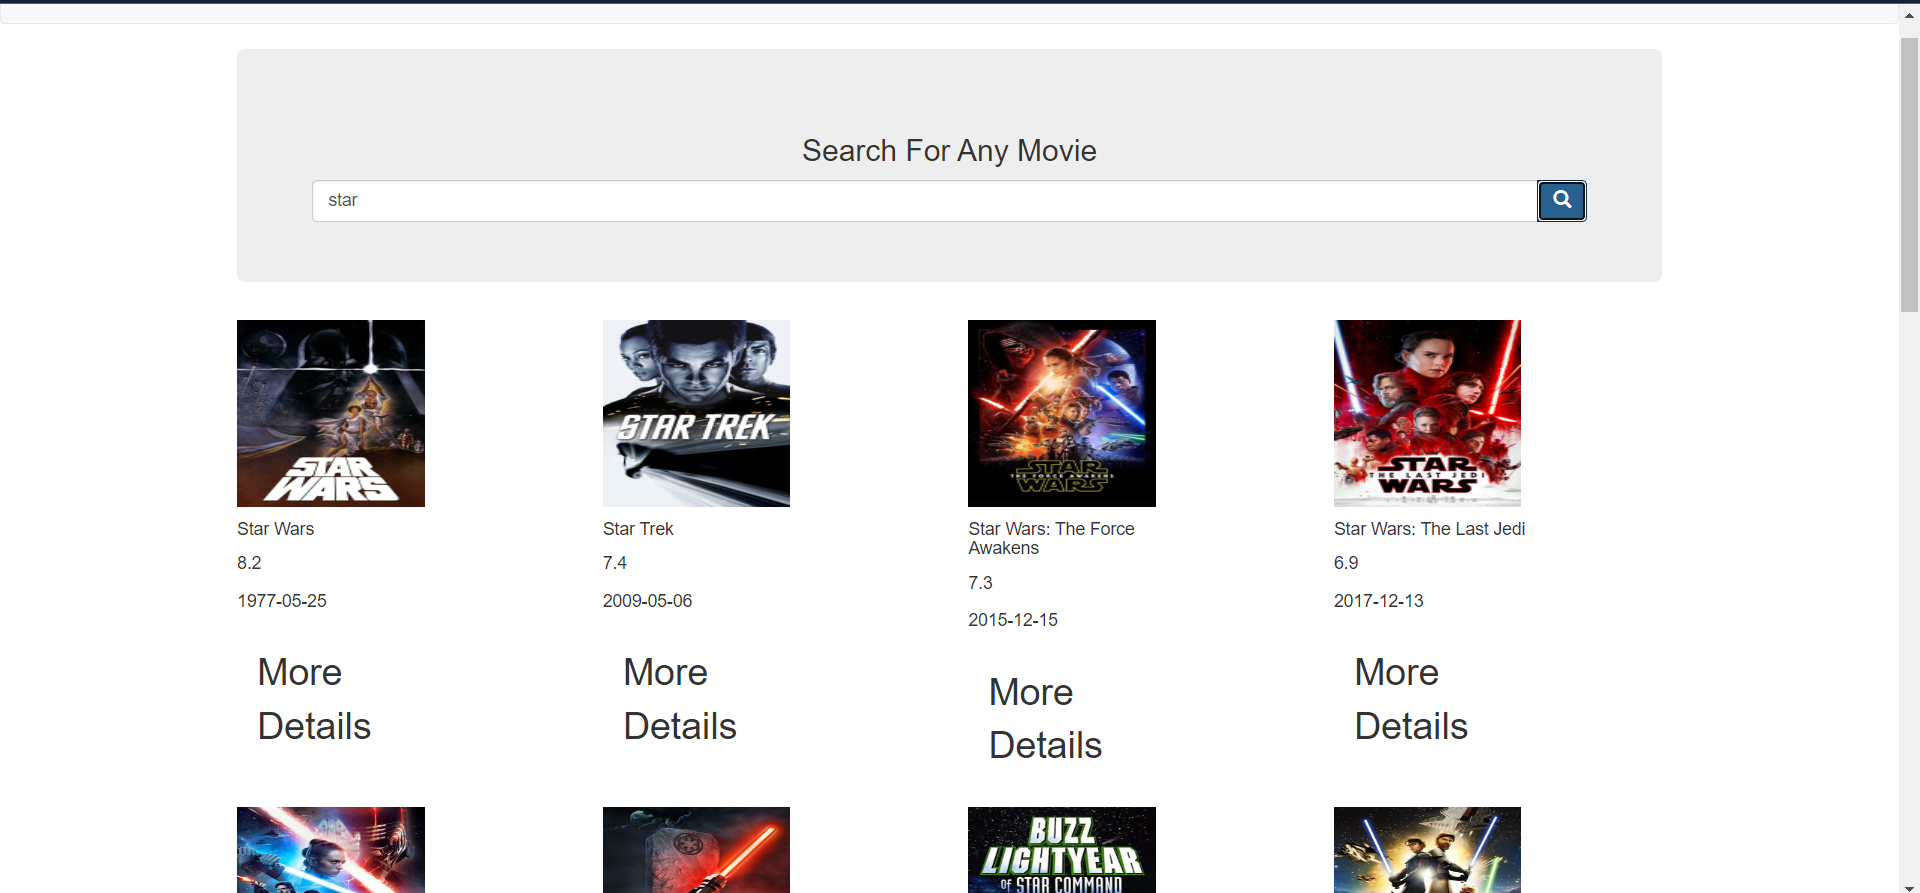 Search For Any Movie
star
STAR
WARS
STAR TREK
STAR
THE FORCE AWAKENS
WARS
STAR
THE LAST JEDI
WARS
Star Wars
8.2
1977-05-25
More
Details
Star Trek
7.4
2009-05-06
More
Details
Star Wars: The Force
Awakens
7.3
2015-12-15
More
Details
Star Wars: The Last Jedi
6.9
2017-12-13
More
Details
BUZZ
LIGHTYEAR
OF STAR COMMAND